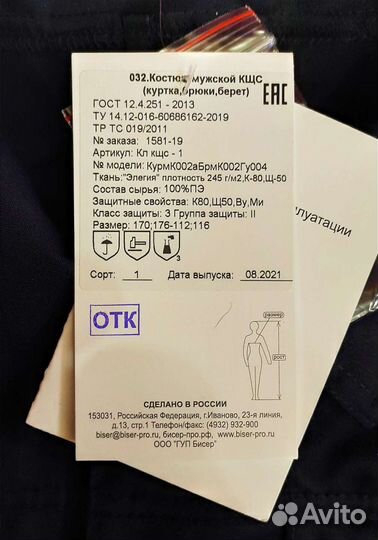 032.Костюм мужской КЩС
(куртка,брюки,берет)
EAC
ГОСТ 12.4.251 - 2013
ТУ 14.12-016-60686162-2019
ТР ТС 019/2011
№ заказа: 1581-19
Артикул: Кл кщс - 1
№ модели: КурмК002аБрмК002Гу004
Ткань:"Элегия" плотность 245 г/м2,К-80,Щ-50
Состав сырья: 100%ПЭ
Защитные свойства: К80,Щ50,Ву,Ми
Класс защиты: 3 Группа защиты: II
Размер: 170;176-112;116
3
Сорт: 1 Дата выпуска: 08.2021
ОТК
размер
рост
СДЕЛАНО В РОССИИ
153031, Российская Федерация, г.Иваново, 23-я линия,
д.13, стр.1 Телефон/факс: (4932) 932-900
biser@biser-pro.ru, бисер-про.рф, www.biser-pro.ru
ООО "ГУП Бисер"
плуатации
Avito